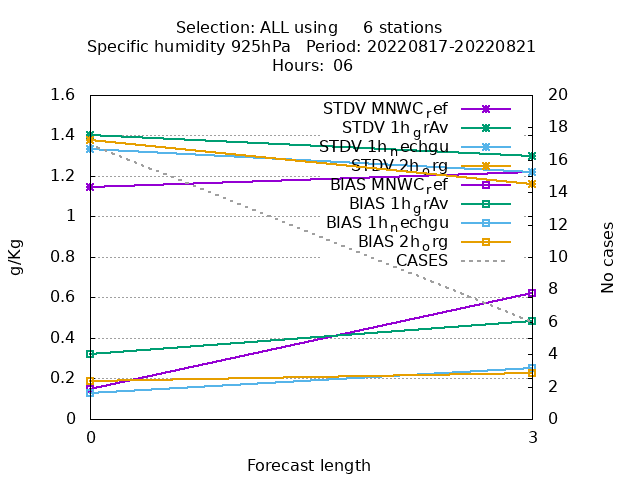 Selection: ALL using     6 stations
Specific humidity 925hPa   Period: 20220817-20220821
Hours:  06
1.6
1.4
1.2
1
0.8
0.6
0.4
0.2
0
g/Kg
STDV MNWC_ref
STDV 1h_grAv
STDV 1h_nechgu
STDV 2h_org
BIAS MNWC_ref
BIAS 1h_grAv
BIAS 1h_nechgu
BIAS 2h_org
CASES
20
18
16
14
12
10
8
6
4
2
0
No cases
0
3
Forecast length